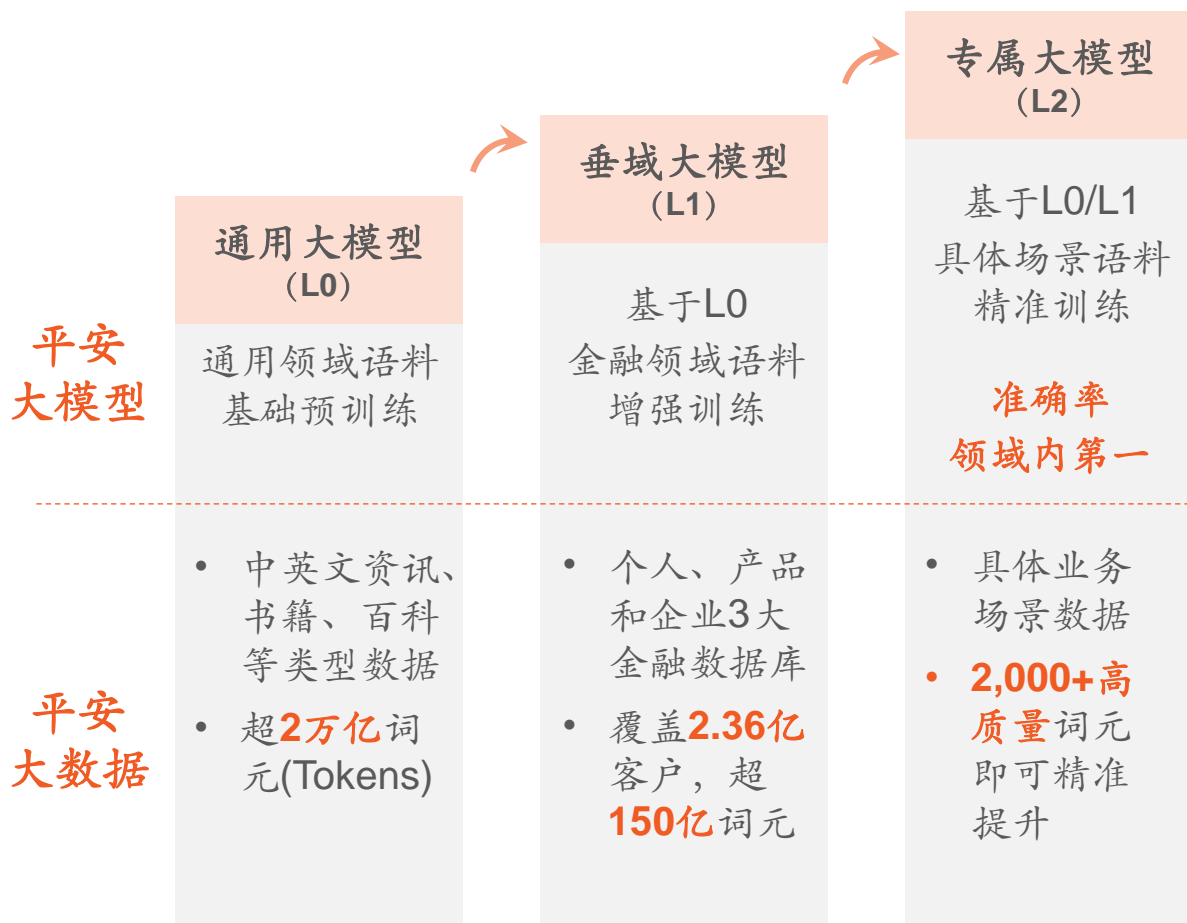 平安
大模型
通用大模型
（L0）
通用领域语料
基础预训练
垂域大模型
（L1）
基于L0
金融领域语料
增强训练
专属大模型
（L2）
基于L0/L1
具体场景语料
精准训练
准确率
领域内第一
平安
大数据
• 中英文资讯、
书籍、百科
等类型数据
• 超2万亿词
元(Tokens)
• 个人、产品
和企业3大
金融数据库
• 覆盖2.36亿
客户，超
150亿词元
• 具体业务
场景数据
• 2,000+高
质量词元
即可精准
提升